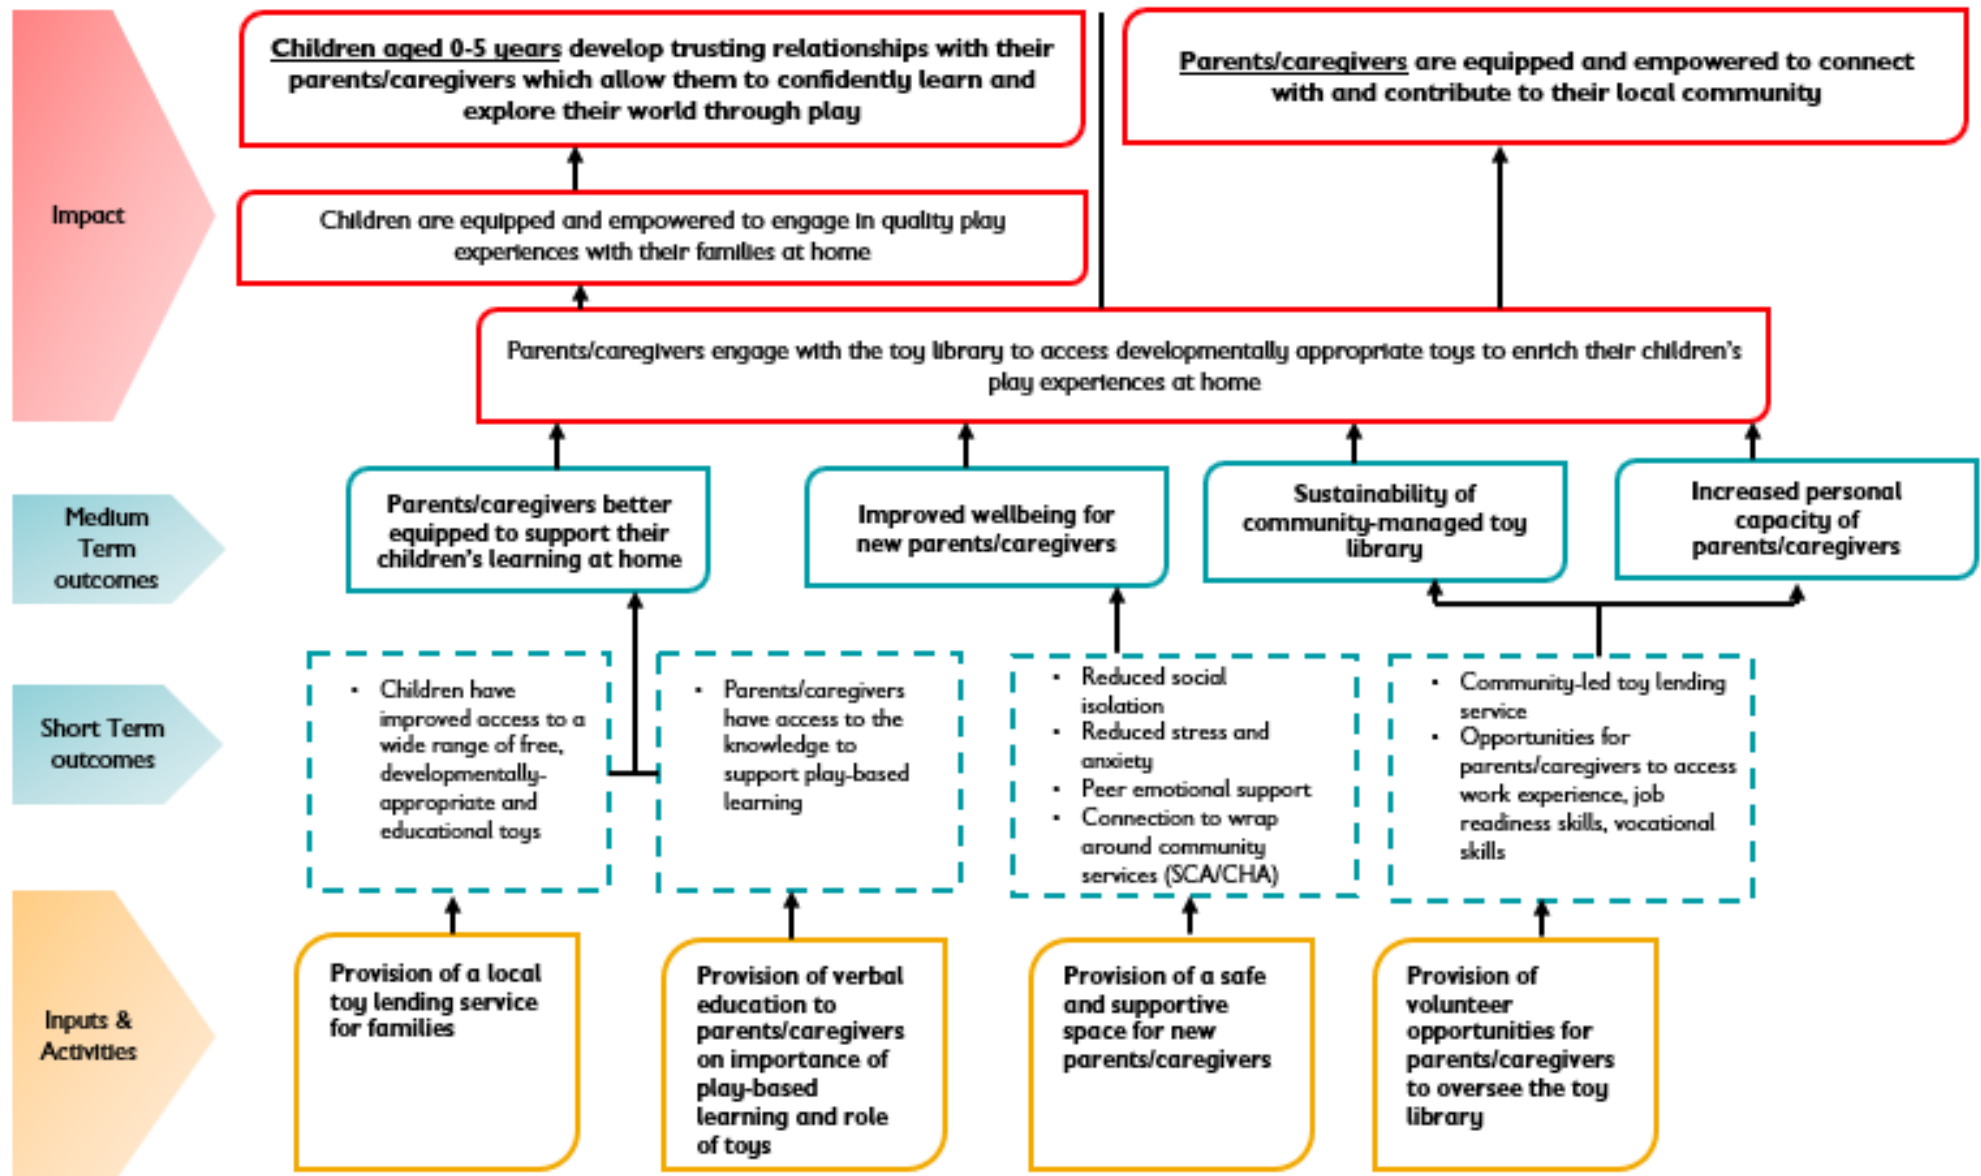 Impact
Children aged 0-5 years develop trusting relationships with their
parents/caregivers which allow them to confidently learn and
explore their world through play
Parents/caregivers are equipped and empowered to connect
with and contribute to their local community
Children are equipped and empowered to engage in quality play
experiences with their families at home
Parents/caregivers engage with the toy library to access developmentally appropriate toys to enrich their children's
play experiences at home
Medium
Term
outcomes
Parents/caregivers better
equipped to support their
children's learning at home
Improved wellbeing for
new parents/caregivers
Sustainability of
community-managed toy
library
Increased personal
capacity of
parents/caregivers
Short Term
outcomes
▪ Children have
improved access to a
wide range of free,
developmentally-
appropriate and
educational toys
▪ Parents/caregivers
have access to the
knowledge to
support play-based
learning
▪ Reduced social
isolation
▪ Reduced stress and
anxiety
▪ Peer emotional support
▪ Connection to wrap
around community
services (SCA/CHA)
▪ Community-led toy lending
service
▪ Opportunities for
parents/caregivers to access
work experience, job
readiness skills, vocational
skills
Inputs &
Activities
Provision of a local
toy lending service
for families
Provision of verbal
education to
parents/caregivers
on importance of
play-based
learning and role
of toys
Provision of a safe
and supportive
space for new
parents/caregivers
Provision of
volunteer
opportunities for
parents/caregivers
to oversee the toy
library